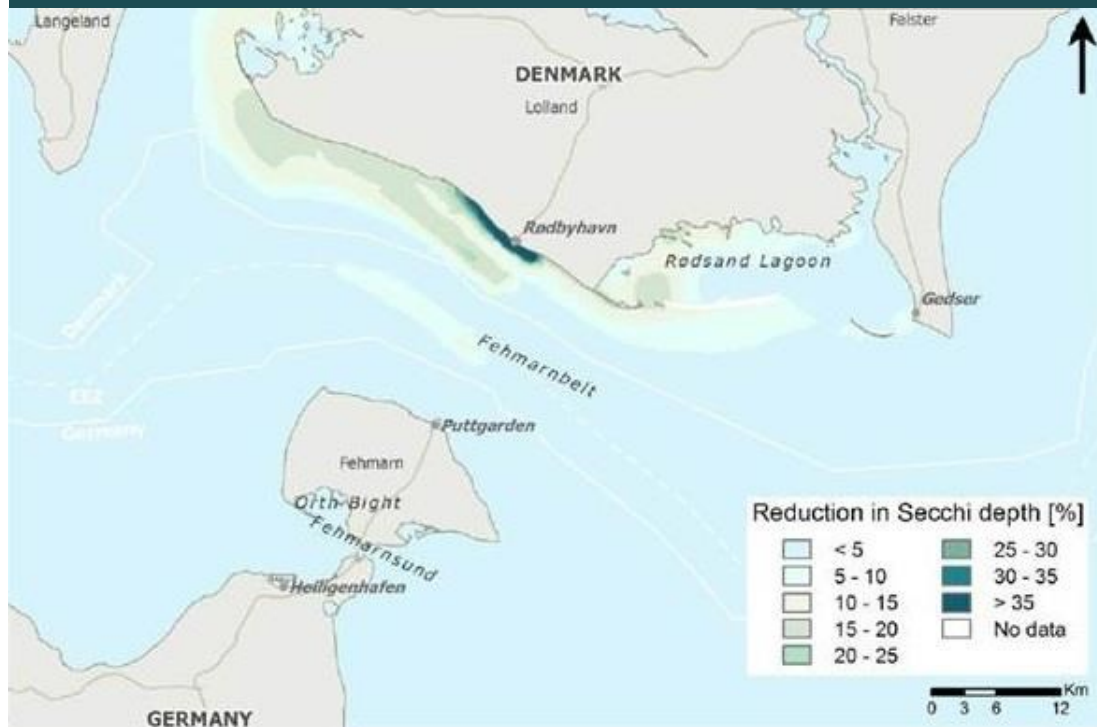 Langeland
Falster
DENMARK
Lolland
Rødbyhavn
Rødsand Lagoon
Gedser
Denmark
Fehmarnbelt
EEZ
Germany
Puttgarden
Fehmarn
Orth Bight
Fehmarnsund
Heiligenhafen
GERMANY
Reduction in Secchi depth [%]
< 5
5 - 10
10 - 15
15 - 20
20 - 25
25 - 30
30 - 35
> 35
No data
Km
0 3 6 12